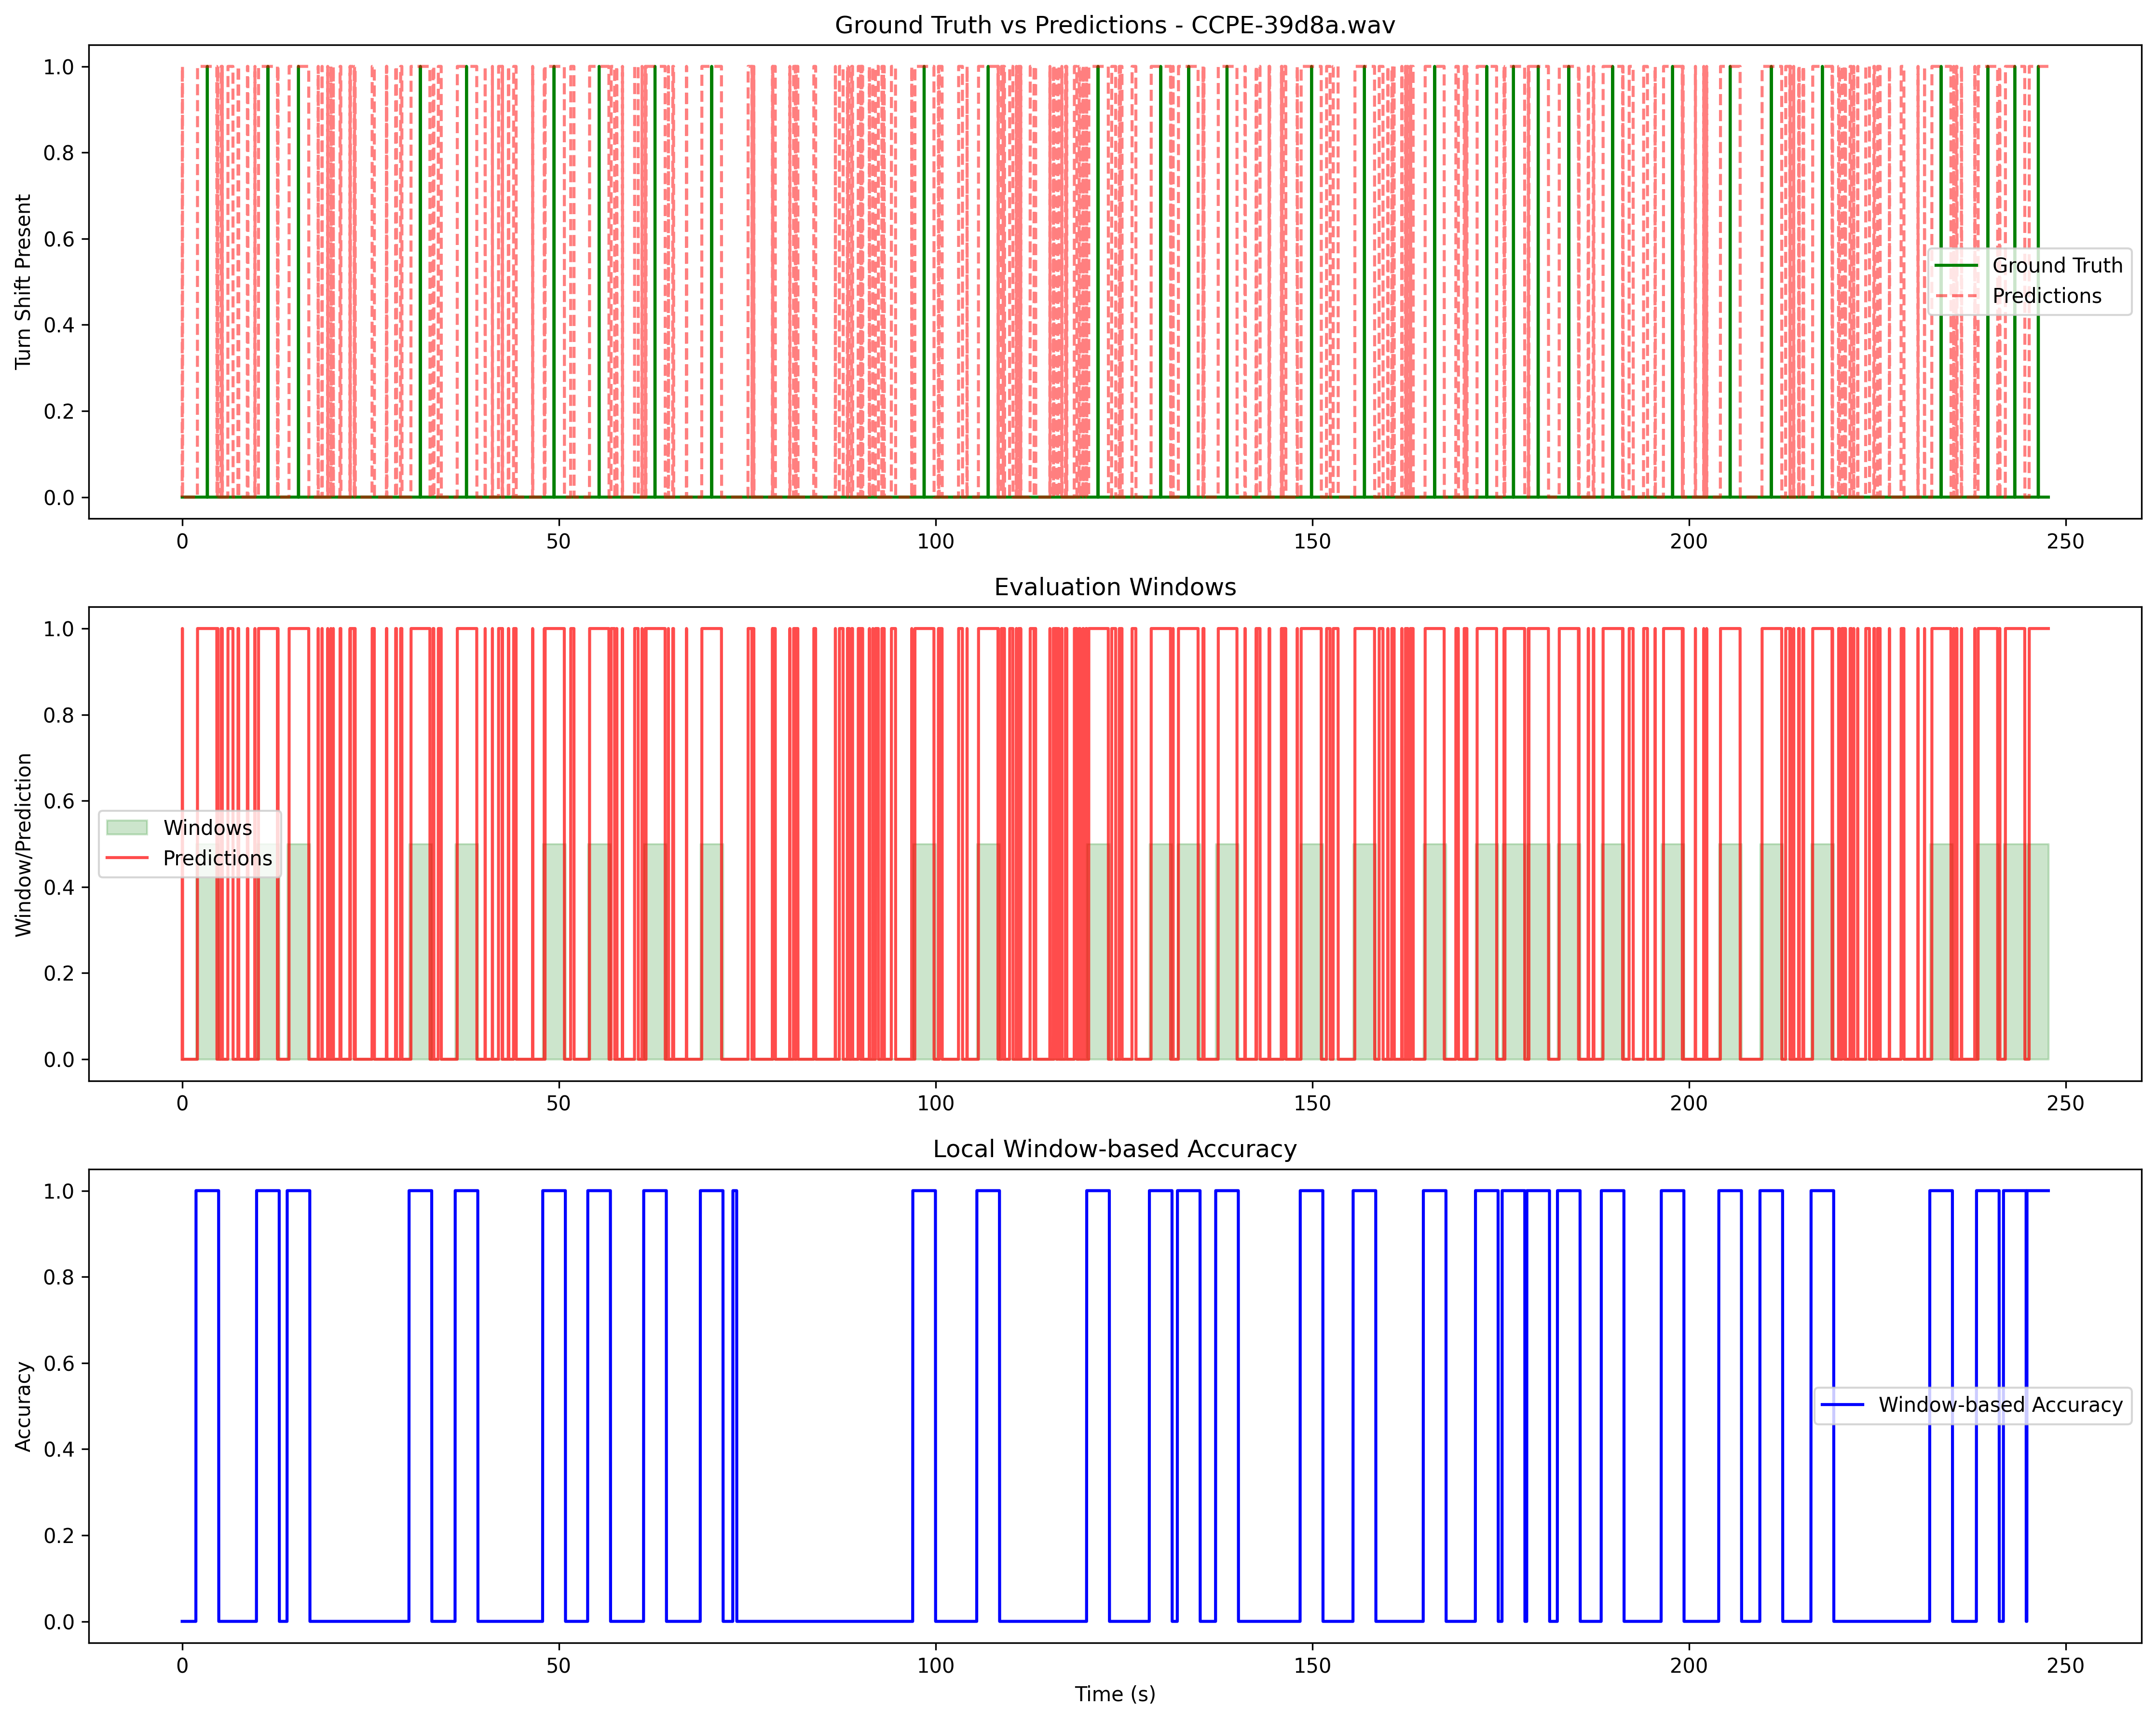 Ground Truth vs Predictions - CCPE-39d8a.wav
Turn Shift Present
1.0
0.8
0.6
0.4
0.2
0.0
Ground Truth
Predictions
0 50 100 150 200 250
Evaluation Windows
Window/Prediction
1.0
0.8
0.6
0.4
0.2
0.0
Windows
Predictions
0 50 100 150 200 250
Local Window-based Accuracy
Accuracy
1.0
0.8
0.6
0.4
0.2
0.0
Window-based Accuracy
0 50 100 150 200 250
Time (s)